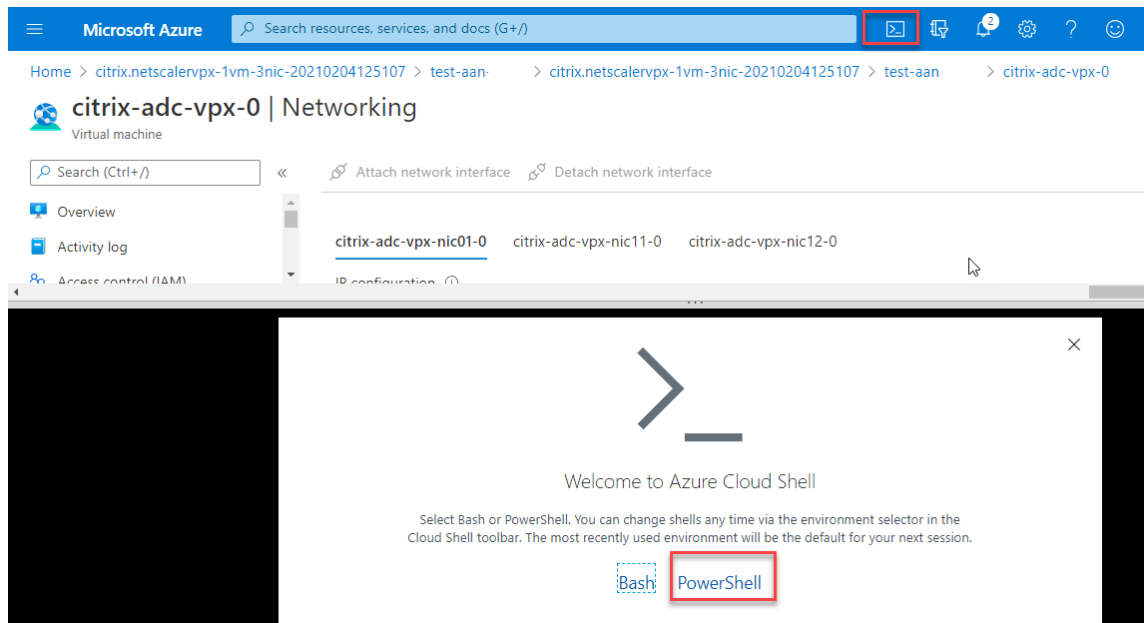 Microsoft Azure
Search resources, services, and docs (G+/)
2
Home > citrix.netscalervpx-1vm-3nic-20210204125107 > test-aan- > citrix.netscalervpx-1vm-3nic-20210204125107 > test-aan > citrix-adc-vpx-0
citrix-adc-vpx-0 | Networking
Virtual machine
Search (Ctrl+/)
«
Attach network interface
Detach network interface
Overview
Activity log
Access control (IAM)
citrix-adc-vpx-nic01-0
citrix-adc-vpx-nic11-0
citrix-adc-vpx-nic12-0
IP configuration
Welcome to Azure Cloud Shell
Select Bash or PowerShell. You can change shells any time via the environment selector in the
Cloud Shell toolbar. The most recently used environment will be the default for your next session.
Bash
PowerShell